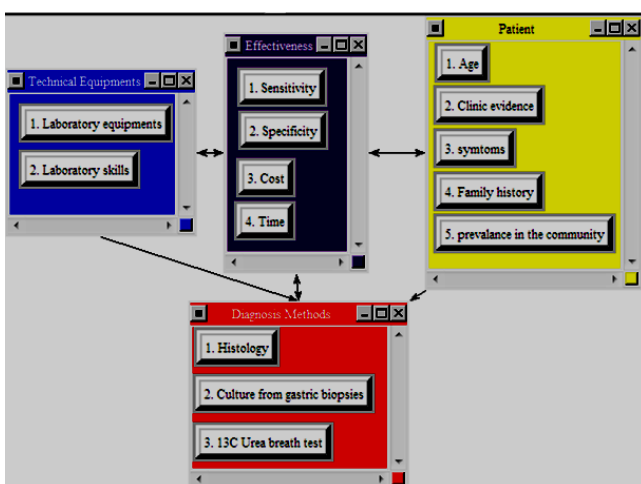 Technical Equipments
1. Laboratory equipments
2. Laboratory skills
Effectiveness
1. Sensitivity
2. Specificity
3. Cost
4. Time
Patient
1. Age
2. Clinic evidence
3. symtoms
4. Family history
5. prevalance in the community
Diagnosis Methods
1. Histology
2. Culture from gastric biopsies
3. 13C Urea breath test